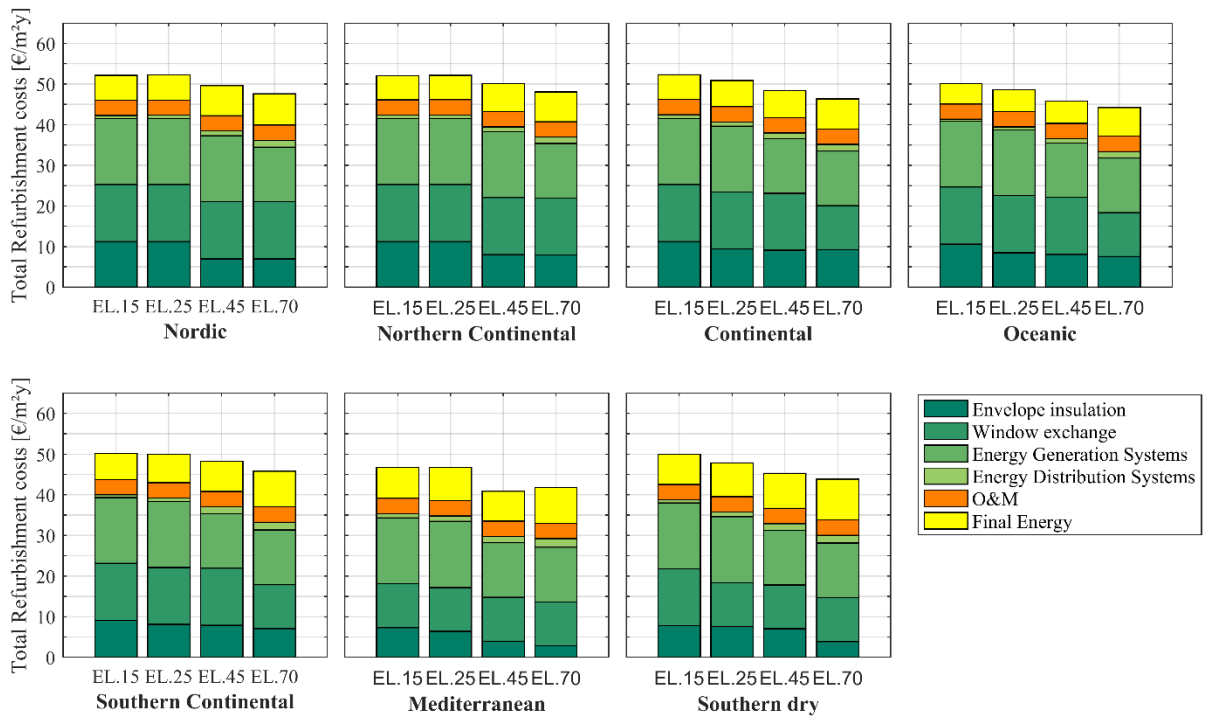 Total Refurbishment costs [€/m²y]
60
50
40
30
20
10
0
EL.15 EL.25 EL.45 EL.70
Nordic
EL.15 EL.25 EL.45 EL.70
Northern Continental
EL.15 EL.25 EL.45 EL.70
Continental
EL.15 EL.25 EL.45 EL.70
Oceanic
Total Refurbishment costs [€/m²y]
60
50
40
30
20
10
0
EL.15 EL.25 EL.45 EL.70
Southern Continental
EL.15 EL.25 EL.45 EL.70
Mediterranean
EL.15 EL.25 EL.45 EL.70
Southern dry
Envelope insulation
Window exchange
Energy Generation Systems
Energy Distribution Systems
O&M
Final Energy